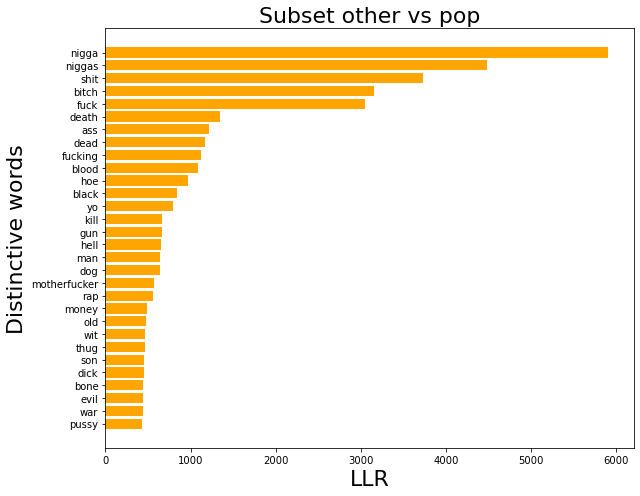 Subset other vs pop
Distinctive words
nigga
niggas
shit
bitch
fuck
death
ass
dead
fucking
blood
hoe
black
yo
kill
gun
hell
man
dog
motherfucker
rap
money
old
wit
thug
son
dick
bone
evil
war
pussy
0 1000 2000 3000 4000 5000 6000
LLR